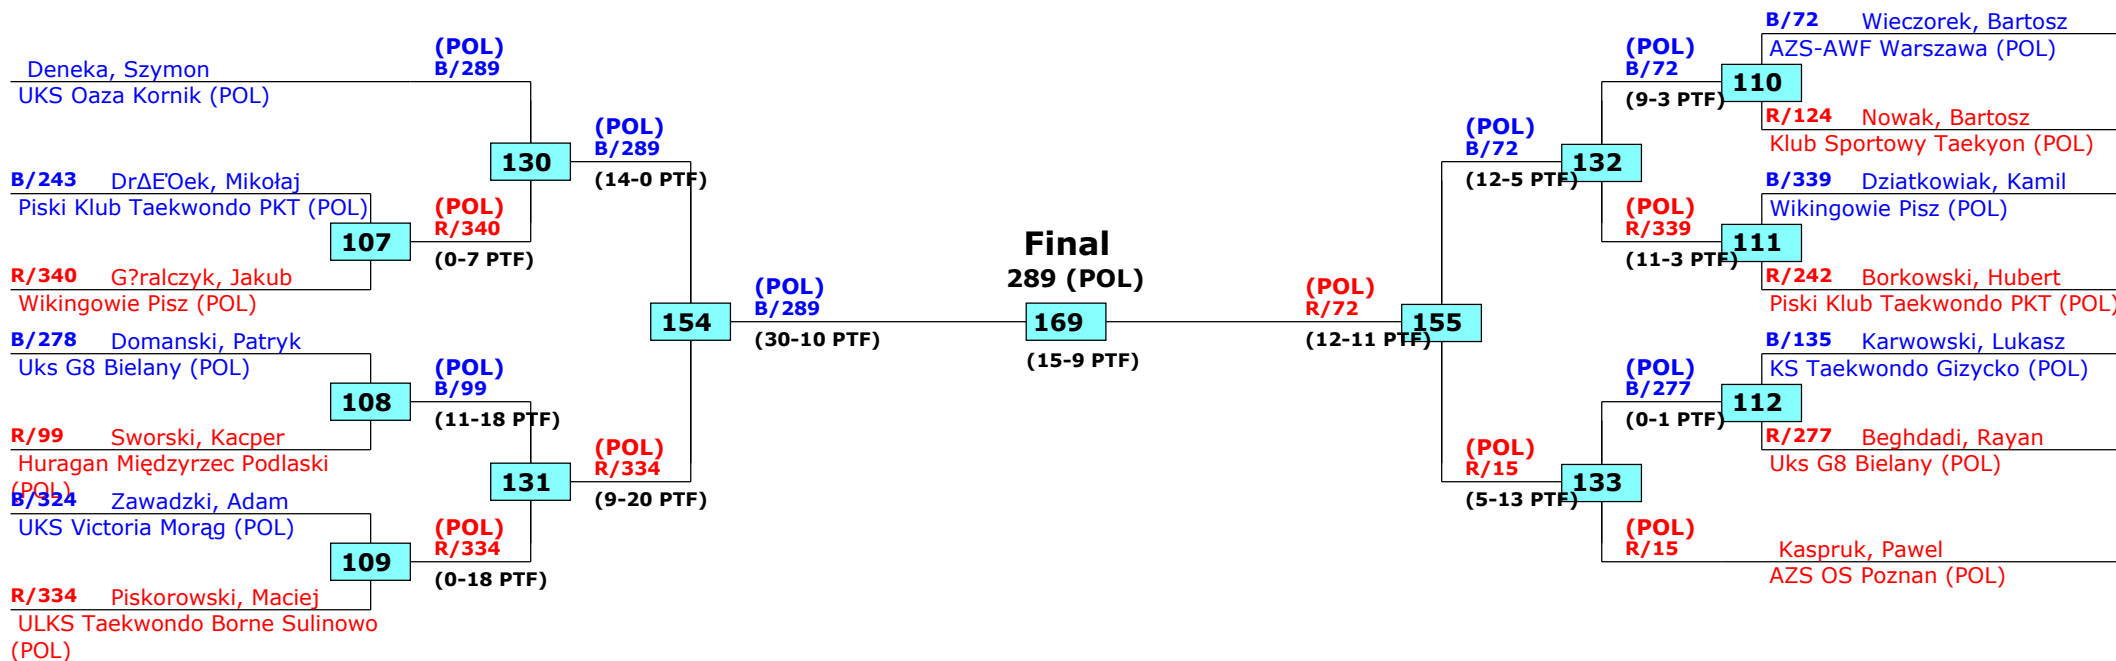 Deneka, Szymon
UKS Oaza Kornik (POL)
B/243 DrΔEʹOek, Mikołaj
Piski Klub Taekwondo PKT (POL)
R/340 G?ralczyk, Jakub
Wikingowie Pisz (POL)
B/278 Domanski, Patryk
Uks G8 Bielany (POL)
R/99 Sworski, Kacper
Huragan Międzyrzec Podlaski
(POL)
B/324 Zawadzki, Adam
UKS Victoria Morąg (POL)
R/334 Piskorowski, Maciej
ULKS Taekwondo Borne Sulinowo
(POL)
107
108
109
(POL)
B/289
(POL)
R/340
(0-7 PTF)
(POL)
B/99
(11-18 PTF)
(POL)
R/334
(0-18 PTF)
130
131
(POL)
B/289
(14-0 PTF)
(POL)
R/334
(9-20 PTF)
154
(POL)
B/289
(30-10 PTF)
Final
289 (POL)
169
(15-9 PTF)
(POL)
R/72
(12-11 PTF)
155
(POL)
B/72
(12-5 PTF)
(POL)
R/15
(5-13 PTF)
132
133
(POL)
B/72
(9-3 PTF)
(POL)
R/339
(11-3 PTF)
(POL)
B/277
(0-1 PTF)
(POL)
R/15
110
111
112
B/72 Wieczorek, Bartosz
AZS-AWF Warszawa (POL)
R/124 Nowak, Bartosz
Klub Sportowy Taekyon (POL)
B/339 Dziatkowiak, Kamil
Wikingowie Pisz (POL)
R/242 Borkowski, Hubert
Piski Klub Taekwondo PKT (POL)
B/135 Karwowski, Lukasz
KS Taekwondo Gizycko (POL)
R/277 Beghdadi, Rayan
Uks G8 Bielany (POL)
Kaspruk, Pawel
AZS OS Poznan (POL)